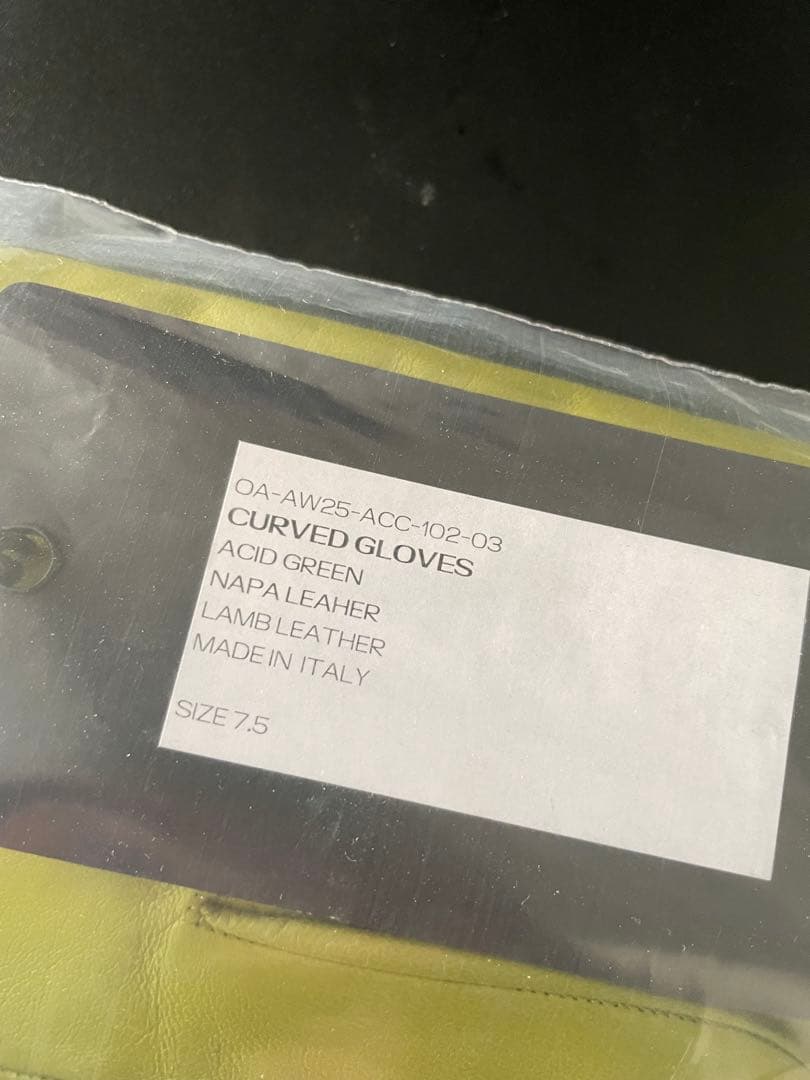 OA-AW25-ACC-102-03
CURVED GLOVES
ACID GREEN
NAPA LEAHER
LAMB LEATHER
MADE IN ITALY
SIZE 7.5